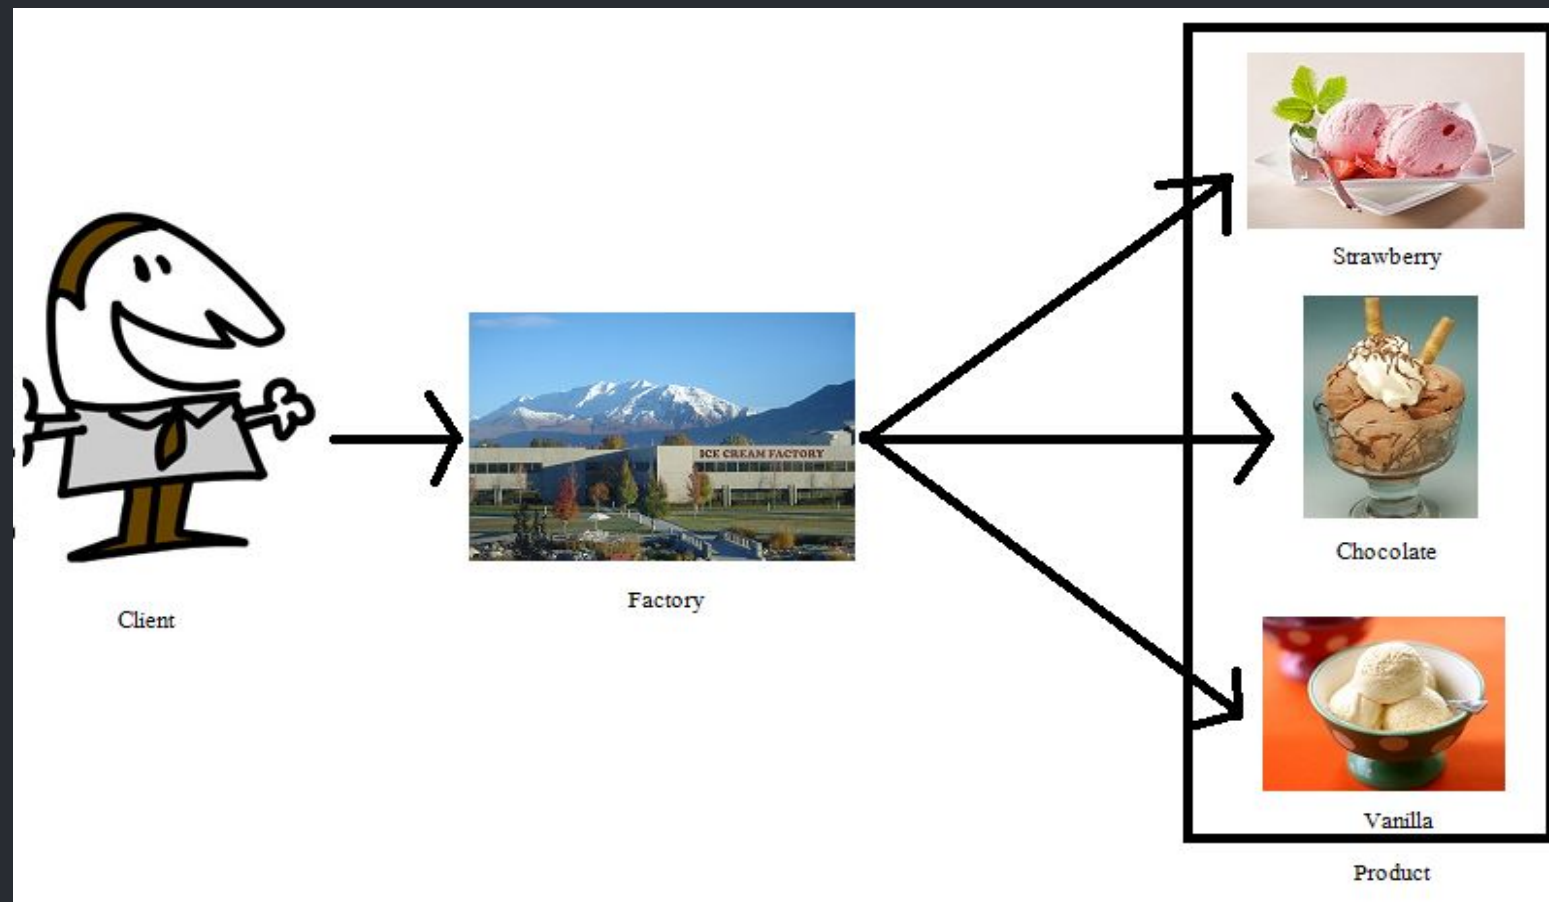 Client
ICE CREAM FACTORY
Factory
Strawberry
Chocolate
Vanilla
Product